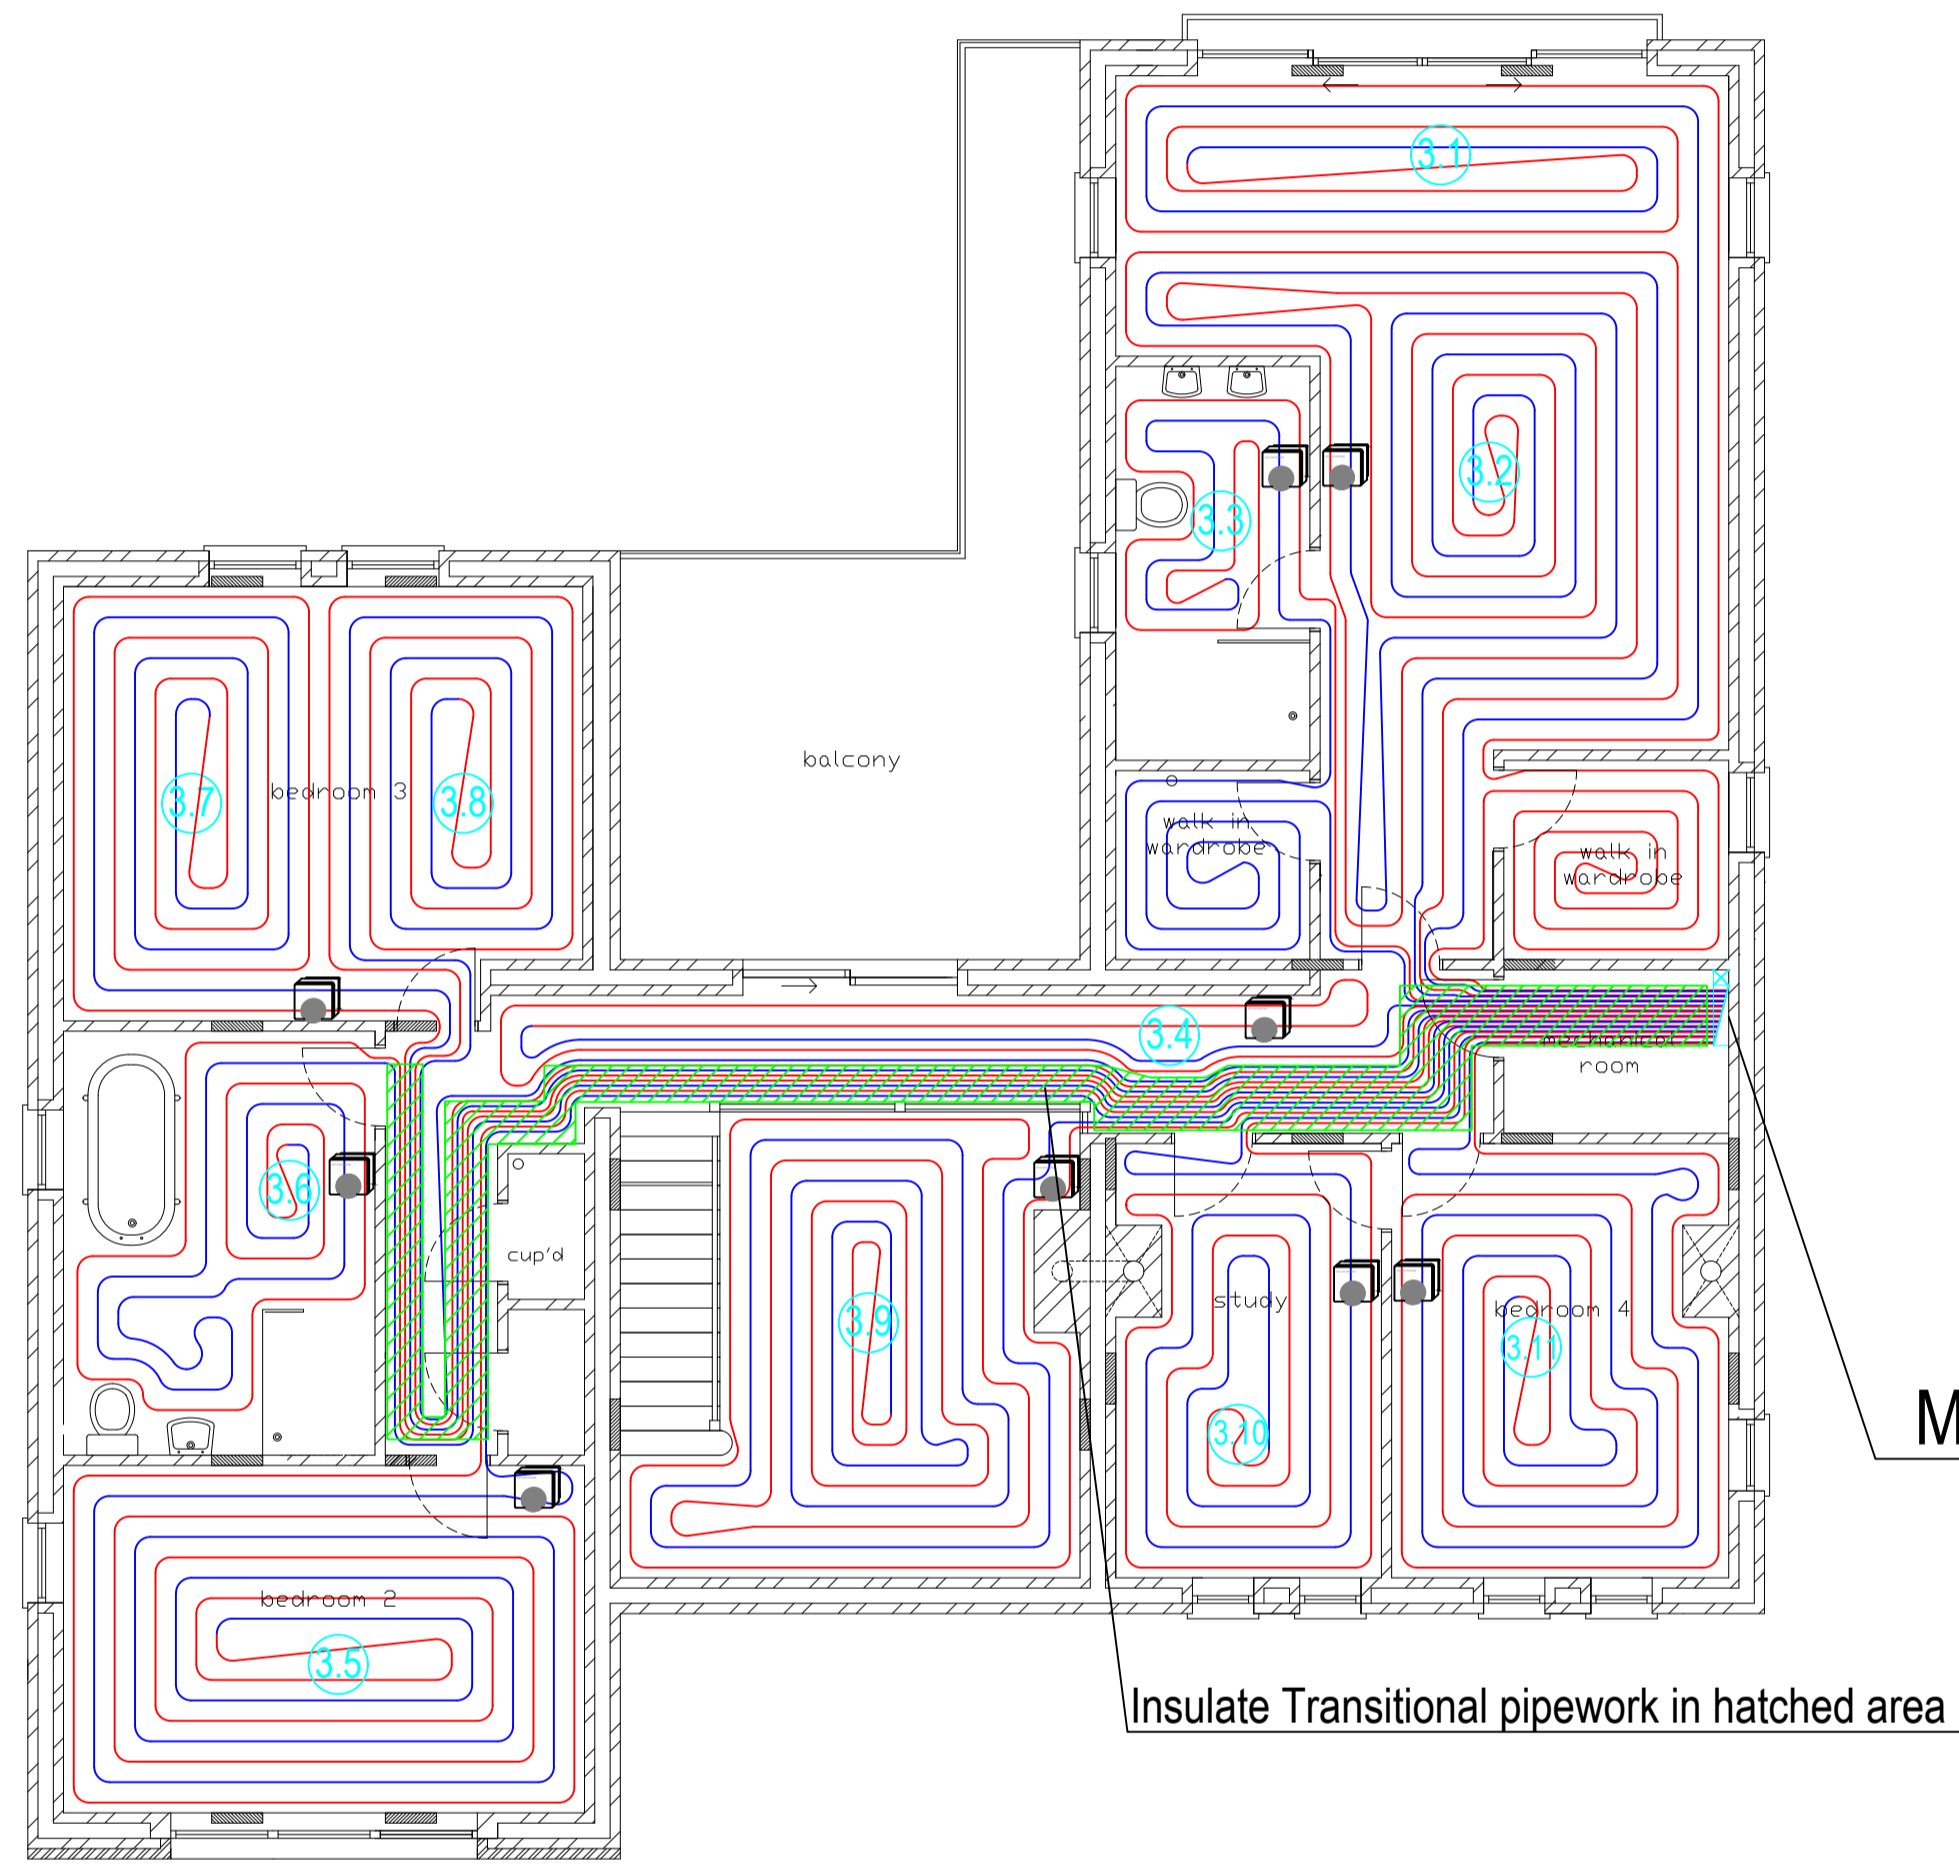 3.1
3.2
3.3
balcony
bedroom 3
3.7
3.8
walk in
wardrobe
walk in
wardrobe
3.4
mechanical
room
3.6
cup'd
3.9
study
bedroom 4
3.11
3.10
M
bedroom 2
3.5
Insulate Transitional pipework in hatched area